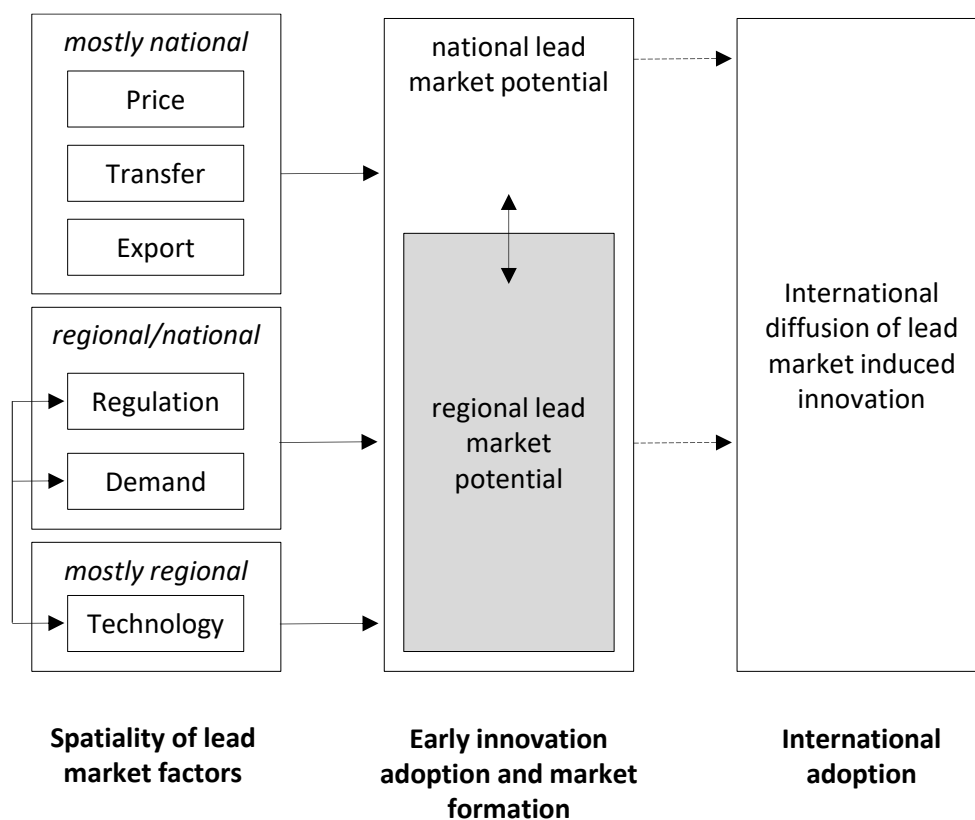 mostly national
Price
Transfer
Export
regional/national
Regulation
Demand
mostly regional
Technology
national lead
market potential
regional lead
market
potential
International
diffusion of lead
market induced
innovation
Spatiality of lead
market factors
Early innovation
adoption and market
formation
International
adoption